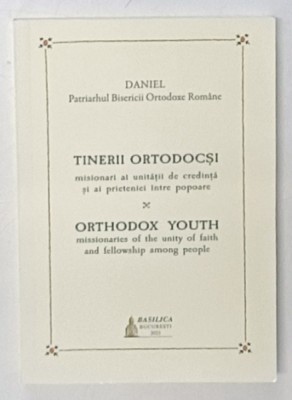 DANIEL
Patriarhul Bisericii Ortodoxe Române
TINERII ORTODOCȘI
misionari ai unității de credință
și ai prieteniei între popoare
ORTHODOX YOUTH
missionaries of the unity of faith
and fellowship among people
BASILICA
BUCUREȘTI